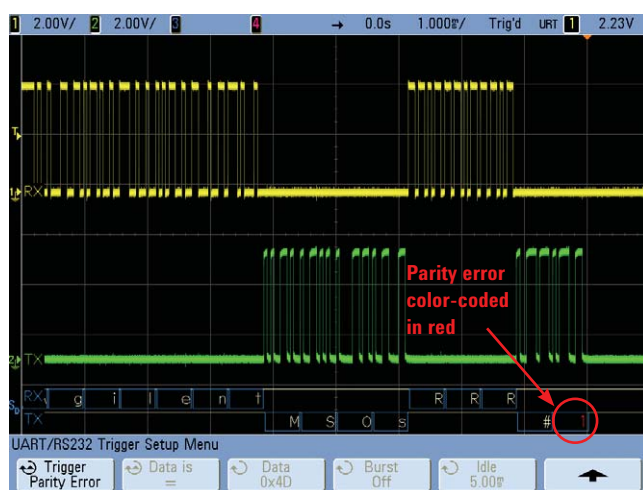 1 2.00V/ 2 2.00V/ 3 4 → 0.0s 1.000ms/ Trig'd URT 1 2.23V
T
1 RX
Parity error
color-coded
in red
2 TX
RX g i l e n t R R R
SD
TX M S O s #
UART/RS232 Trigger Setup Menu
Trigger Data is Data Burst Idle
Parity Error = 0x4D Off 5.00ms